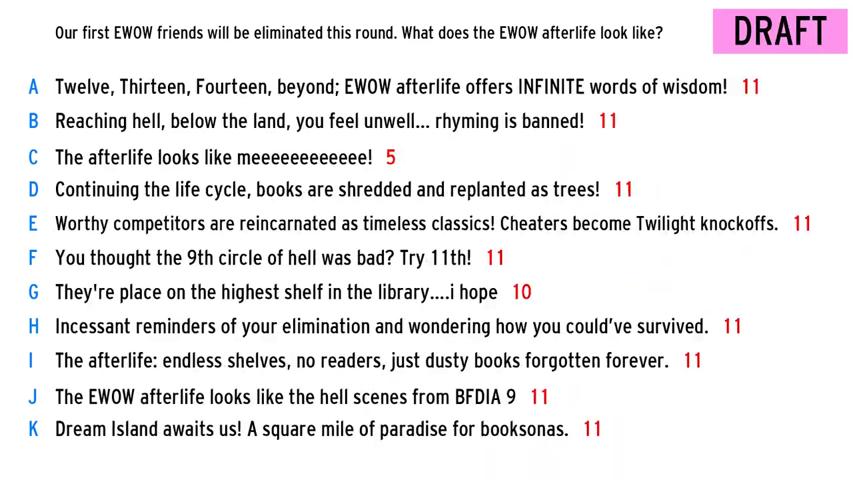 Our first EWOW friends will be eliminated this round. What does the EWOW afterlife look like?
DRAFT
A Twelve, Thirteen, Fourteen, beyond; EWOW afterlife offers INFINITE words of wisdom! 11
B Reaching hell, below the land, you feel unwell... rhyming is banned! 11
C The afterlife looks like meeeeeeeeeeee! 5
D Continuing the life cycle, books are shredded and replanted as trees! 11
E Worthy competitors are reincarnated as timeless classics! Cheaters become Twilight knockoffs. 11
F You thought the 9th circle of hell was bad? Try 11th! 11
G They're place on the highest shelf in the library....i hope 10
H Incessant reminders of your elimination and wondering how you could've survived. 11
I The afterlife: endless shelves, no readers, just dusty books forgotten forever. 11
J The EWOW afterlife looks like the hell scenes from BFDIA 9 11
K Dream Island awaits us! A square mile of paradise for booksonas. 11